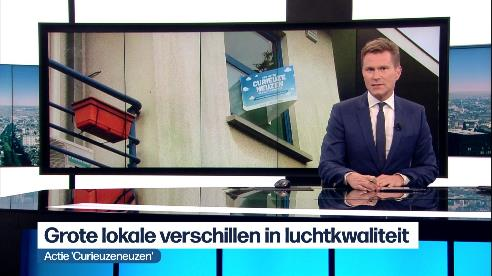 CURIEUZE
NEUZEN
Grote lokale verschillen in luchtkwaliteit
Actie 'Curieuzeneuzen'